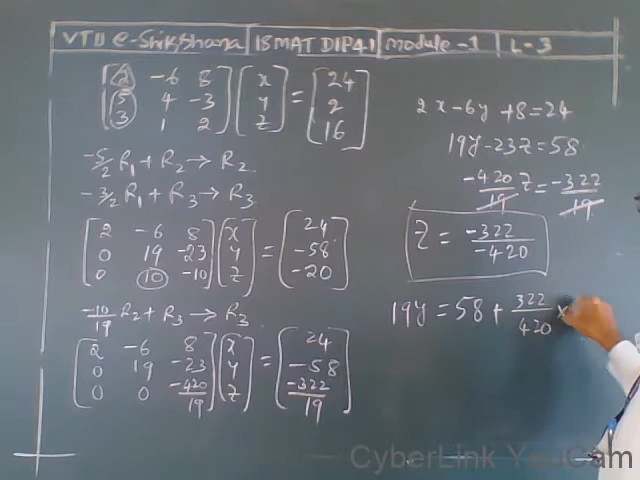 VTU e-Shikshana | 18MATDIP41 | Module-1 | L-3
[2 -6 8] [x] = [24]
[5 4 -3] [y] = [2]
[3 1 2] [z] = [16]
-5/2 R1 + R2 → R2
-3/2 R1 + R3 → R3
[2 -6 8] [x] = [24]
[0 19 -23] [y] = [-58]
[0 10 -10] [z] = [-20]
-10/19 R2 + R3 → R3
[2 -6 8] [x] = [24]
[0 19 -23] [y] = [-58]
[0 0 -420/19] [z] = [-322/19]
2x-6y+8=24
19y-23z=58
-420/19 z = -322/19
z = -322/-420
19y = 58 + 322/420 ×
CyberLink YouCam